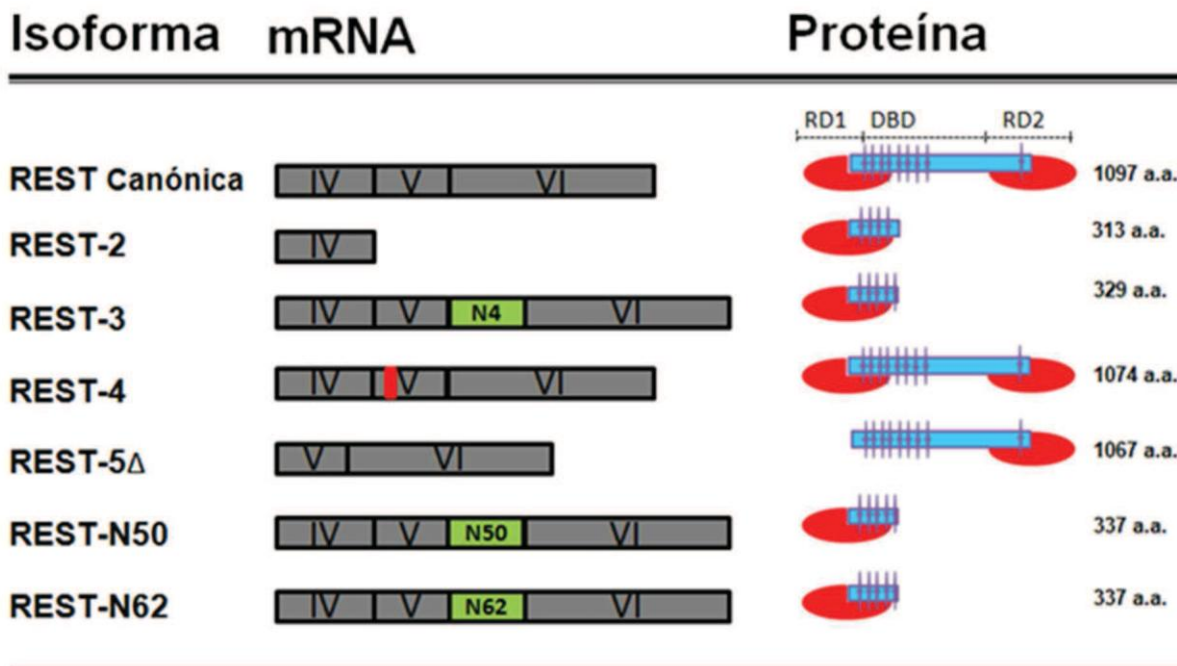 Isoforma mRNA Proteína
RD1 DBD RD2
REST Canónica IV V VI 1097 a.a.
REST-2 IV 313 a.a.
REST-3 IV V N4 VI 329 a.a.
REST-4 IV V VI 1074 a.a.
REST-5Δ V VI 1067 a.a.
REST-N50 IV V N50 VI 337 a.a.
REST-N62 IV V N62 VI 337 a.a.